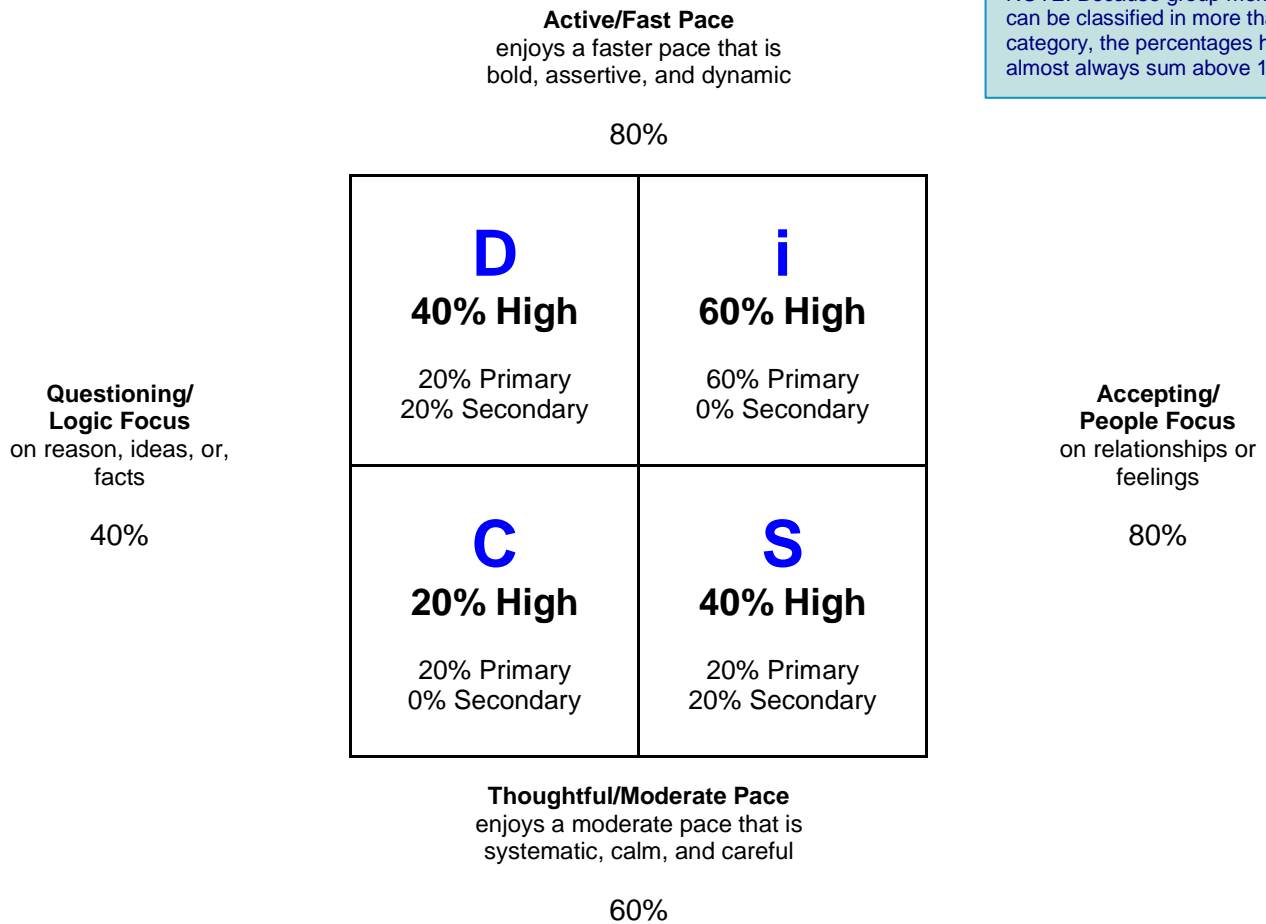 Active/Fast Pace
enjoys a faster pace that is
bold, assertive, and dynamic
80%
can be classified in more
category, the percentages
almost always sum above
D
40% High
20% Primary
20% Secondary
i
60% High
60% Primary
0% Secondary
Questioning/
Logic Focus
on reason, ideas, or,
facts
40%
Accepting/
People Focus
on relationships or
feelings
80%
C
20% High
20% Primary
0% Secondary
S
40% High
20% Primary
20% Secondary
Thoughtful/Moderate Pace
enjoys a moderate pace that is
systematic, calm, and careful
60%